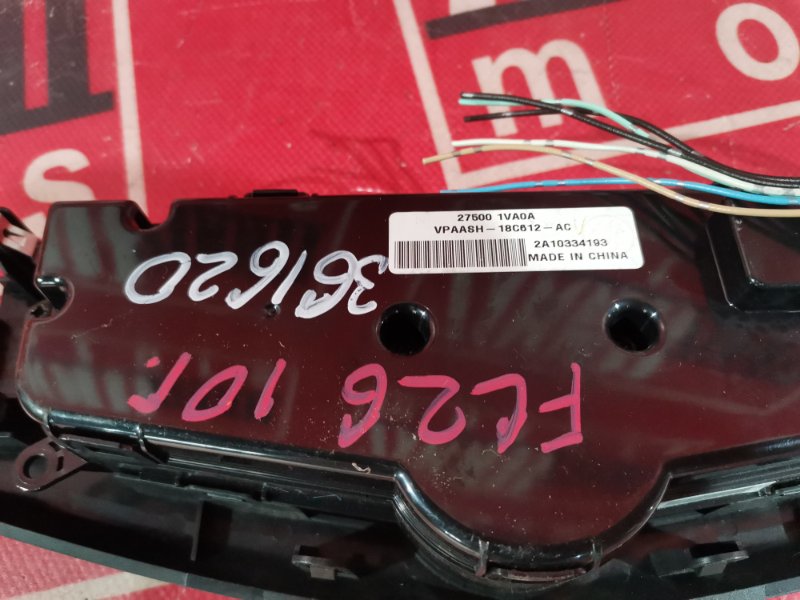 m o
s
27500 1VA0A
VPAASH-18C612-AC
2A10334193
MADE IN CHINA
361620
FC26 10г.